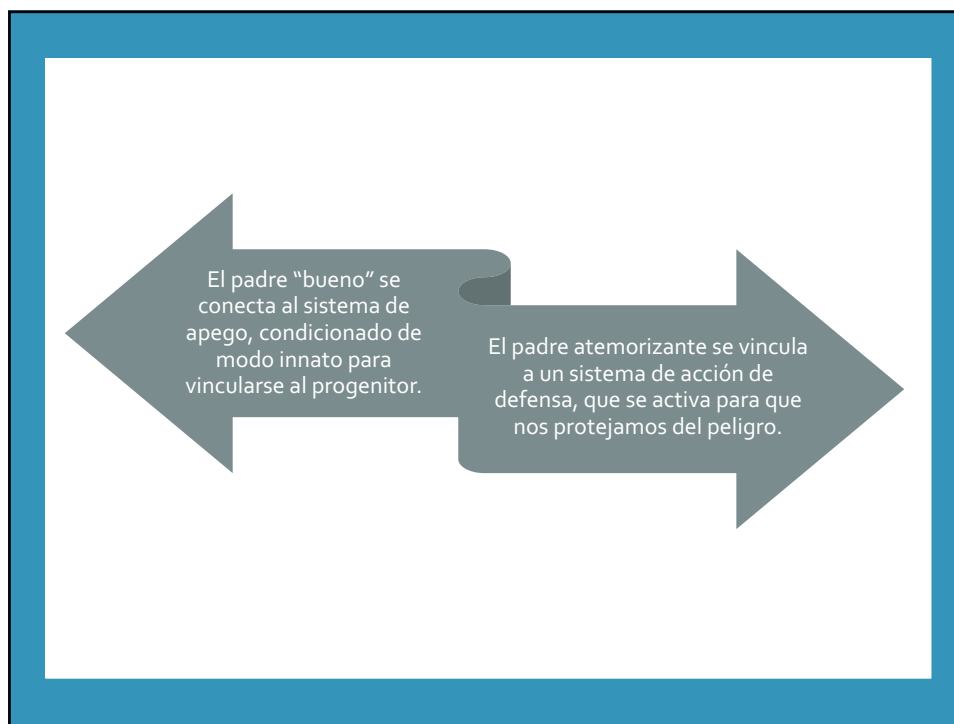 El padre “bueno” se
conecta al sistema de
apego, condicionado de
modo innato para
vincularse al progenitor.
El padre atemorizante se vincula
a un sistema de acción de
defensa, que se activa para que
nos protejamos del peligro.